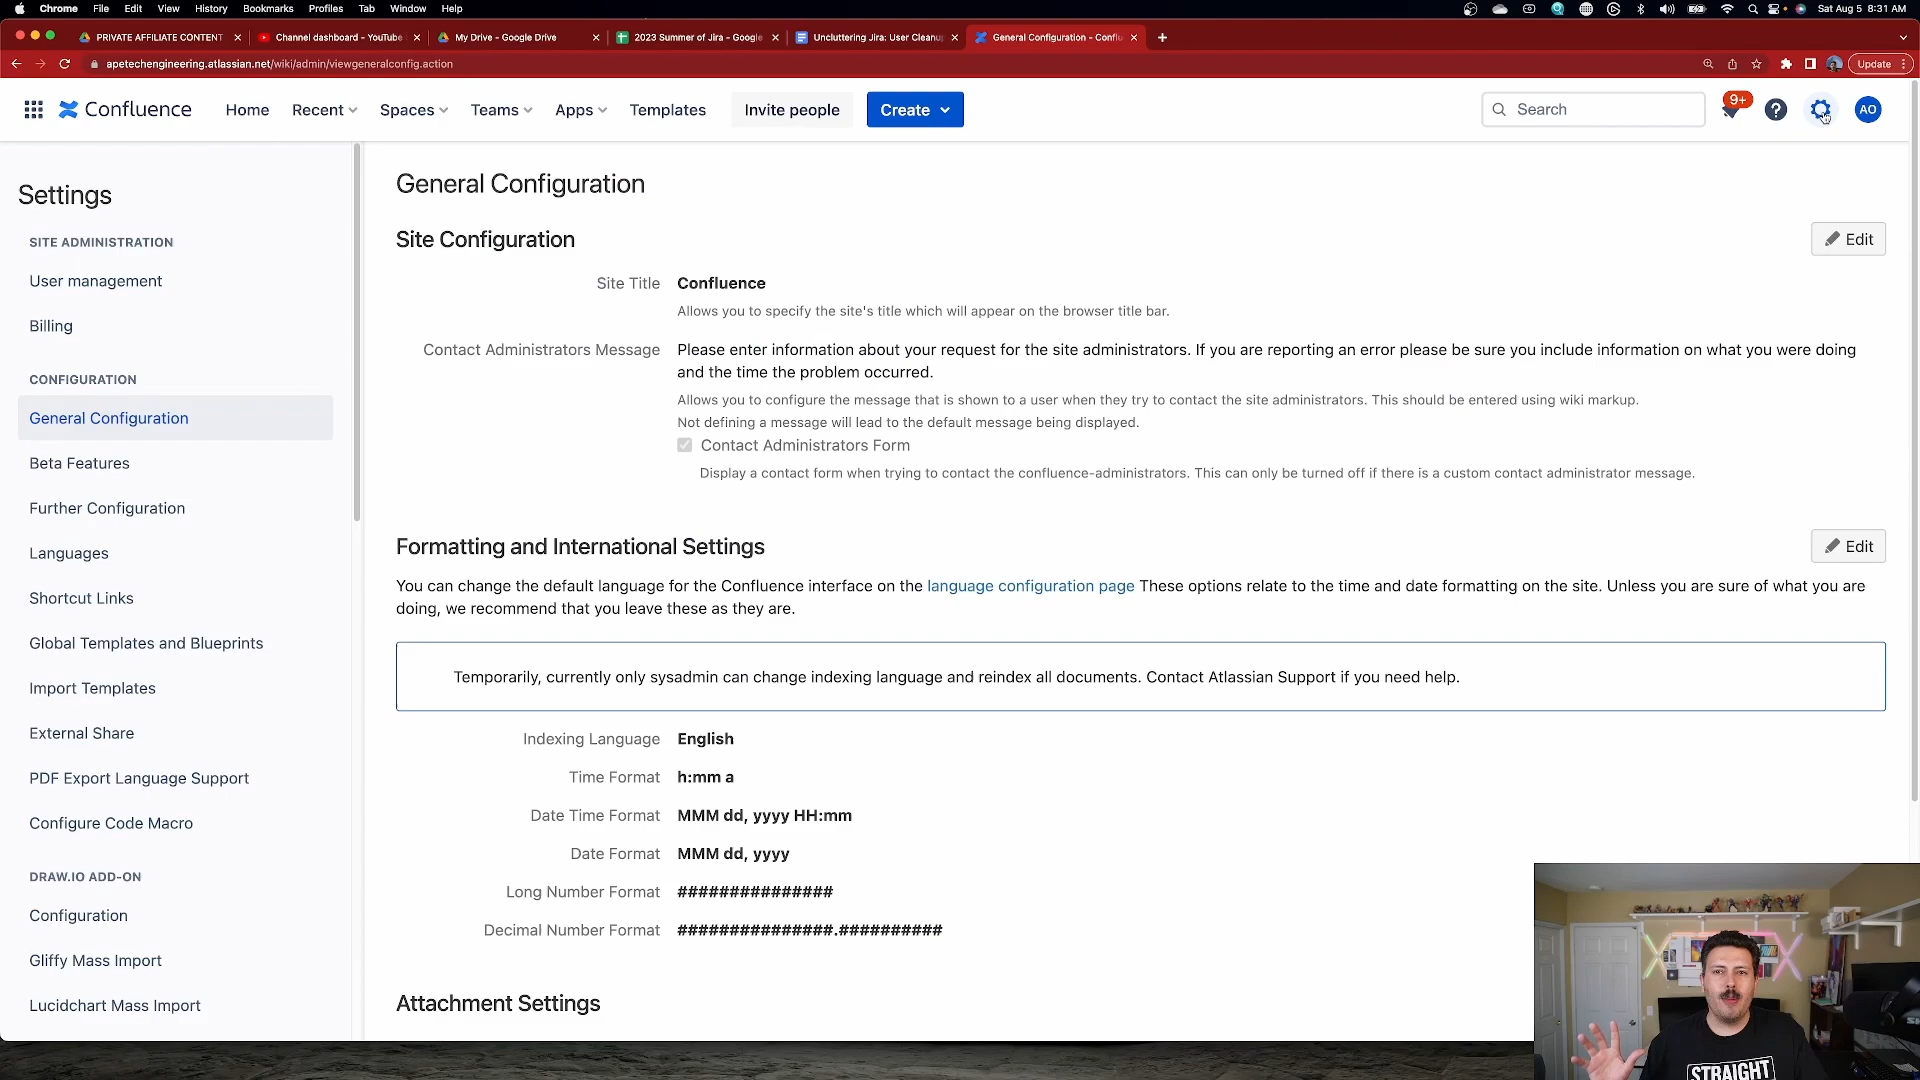 Chrome File Edit View History Bookmarks Profiles Tab Window Help Sat Aug 5 8:31 AM
PRIVATE AFFILIATE CONTENT Channel dashboard - YouTube My Drive - Google Drive 2023 Summer of Jira - Google Uncluttering Jira: User Cleanup General Configuration - Conflu
apetechengineering.atlassian.net/wiki/admin/viewgeneralconfig.action Update
Confluence Home Recent Spaces Teams Apps Templates Invite people Create Search 9+ AO
Settings
SITE ADMINISTRATION
User management
Billing
CONFIGURATION
General Configuration
Beta Features
Further Configuration
Languages
Shortcut Links
Global Templates and Blueprints
Import Templates
External Share
PDF Export Language Support
Configure Code Macro
DRAW.IO ADD-ON
Configuration
Gliffy Mass Import
Lucidchart Mass Import
General Configuration
Site Configuration
Edit
Site Title Confluence
Allows you to specify the site's title which will appear on the browser title bar.
Contact Administrators Message Please enter information about your request for the site administrators. If you are reporting an error please be sure you include information on what you were doing
and the time the problem occurred.
Allows you to configure the message that is shown to a user when they try to contact the site administrators. This should be entered using wiki markup.
Not defining a message will lead to the default message being displayed.
Contact Administrators Form
Display a contact form when trying to contact the confluence-administrators. This can only be turned off if there is a custom contact administrator message.
Formatting and International Settings
Edit
You can change the default language for the Confluence interface on the language configuration page These options relate to the time and date formatting on the site. Unless you are sure of what you are
doing, we recommend that you leave these as they are.
Temporarily, currently only sysadmin can change indexing language and reindex all documents. Contact Atlassian Support if you need help.
Indexing Language English
Time Format h:mm a
Date Time Format MMM dd, yyyy HH:mm
Date Format MMM dd, yyyy
Long Number Format ###############
Decimal Number Format ###############.##########
Attachment Settings
STRAIGHT